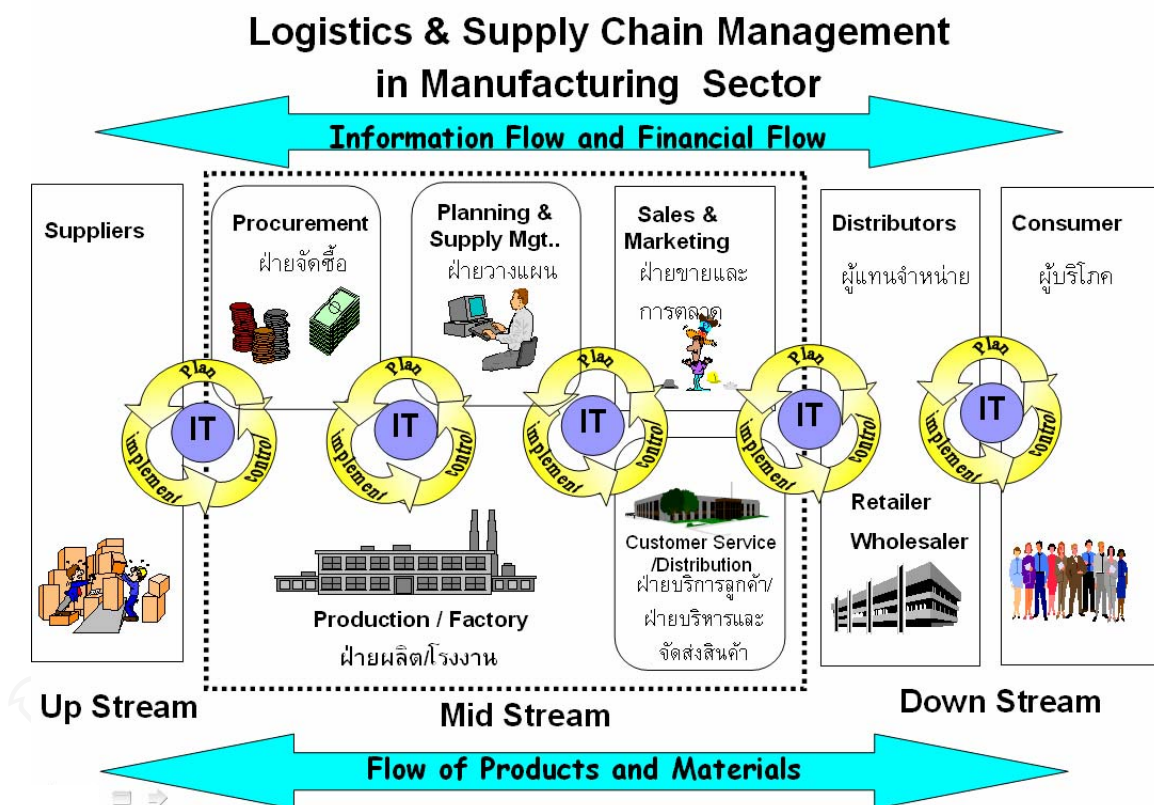 Logistics & Supply Chain Management
in Manufacturing Sector
Information Flow and Financial Flow
Suppliers
Procurement
ฝ่ายจัดซื้อ
Planning &
Supply Mgt..
ฝ่ายวางแผน
Sales &
Marketing
ฝ่ายขายและ
การตลาด
Distributors
ผู้แทนจำหน่าย
Consumer
ผู้บริโภค
Plan
IT
implement
control
Plan
IT
implement
control
Plan
IT
implement
control
Plan
IT
implement
control
Plan
IT
implement
control
Production / Factory
ฝ่ายผลิต/โรงงาน
Customer Service
/Distribution
ฝ่ายบริการลูกค้า/
ฝ่ายบริหารและ
จัดส่งสินค้า
Retailer
Wholesaler
Up Stream
Mid Stream
Down Stream
Flow of Products and Materials